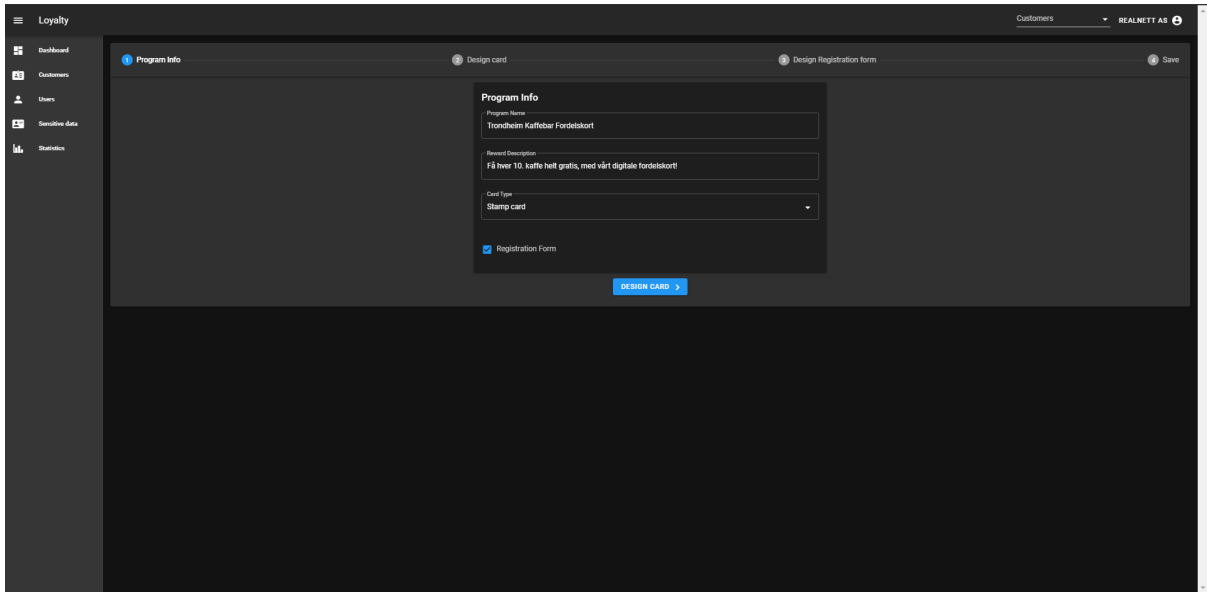 Loyalty
Customers
REALNETT AS
Dashboard
Customers
Users
Sensitive data
Statistics
1 Program Info
2 Design card
3 Design Registration form
4 Save
Program Info
Program Name
Trondheim Kaffebar Fordelskort
Reward Description
Få hver 10. kaffe helt gratis, med vårt digitale fordelskort!
Card Type
Stamp card
Registration Form
DESIGN CARD